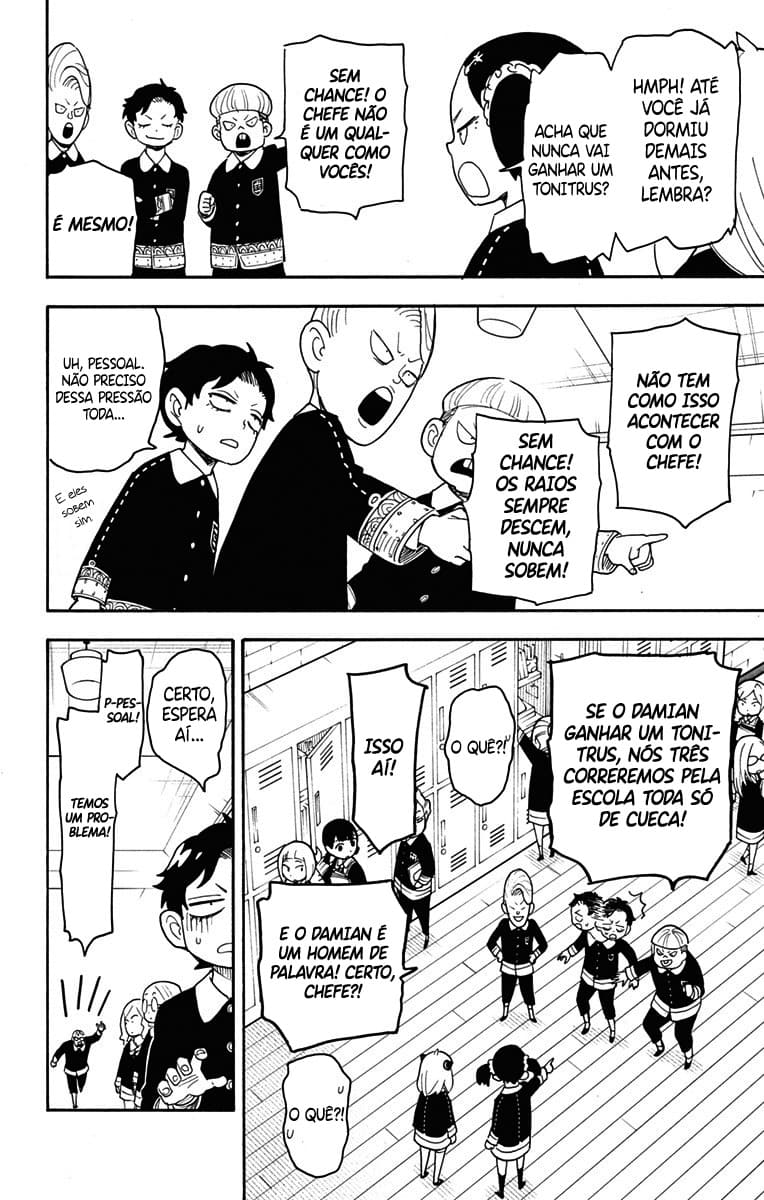 HMPH! ATÉ
VOCÊ JÁ
DORMIU
DEMAIS
ANTES,
LEMBRA?
ACHA QUE
NUNCA VAI
GANHAR UM
TONITRUS?
SEM
CHANCE! O
CHEFE NÃO
É UM QUAL-
QUER COMO
VOCÊS!
É MESMO!
NÃO TEM
COMO ISSO
ACONTECER
COM O
CHEFE!
SEM
CHANCE!
OS RAIOS
SEMPRE
DESCEM,
NUNCA
SOBEM!
UH, PESSOAL.
NÃO PRECISO
DESSA PRESSÃO
TODA...
E eles
sobem
sim.
SE O DAMIAN
GANHAR UM TONI-
TRUS, NÓS TRÊS
CORREREMOS PELA
ESCOLA TODA SÓ
DE CUECA!
O QUÊ?!
ISSO
AÍ!
E O DAMIAN É
UM HOMEM DE
PALAVRA! CERTO,
CHEFE?!
O QUÊ?!
CERTO,
ESPERA
AÍ...
P-PES-
SOAL!
TEMOS
UM PRO-
BLEMA!